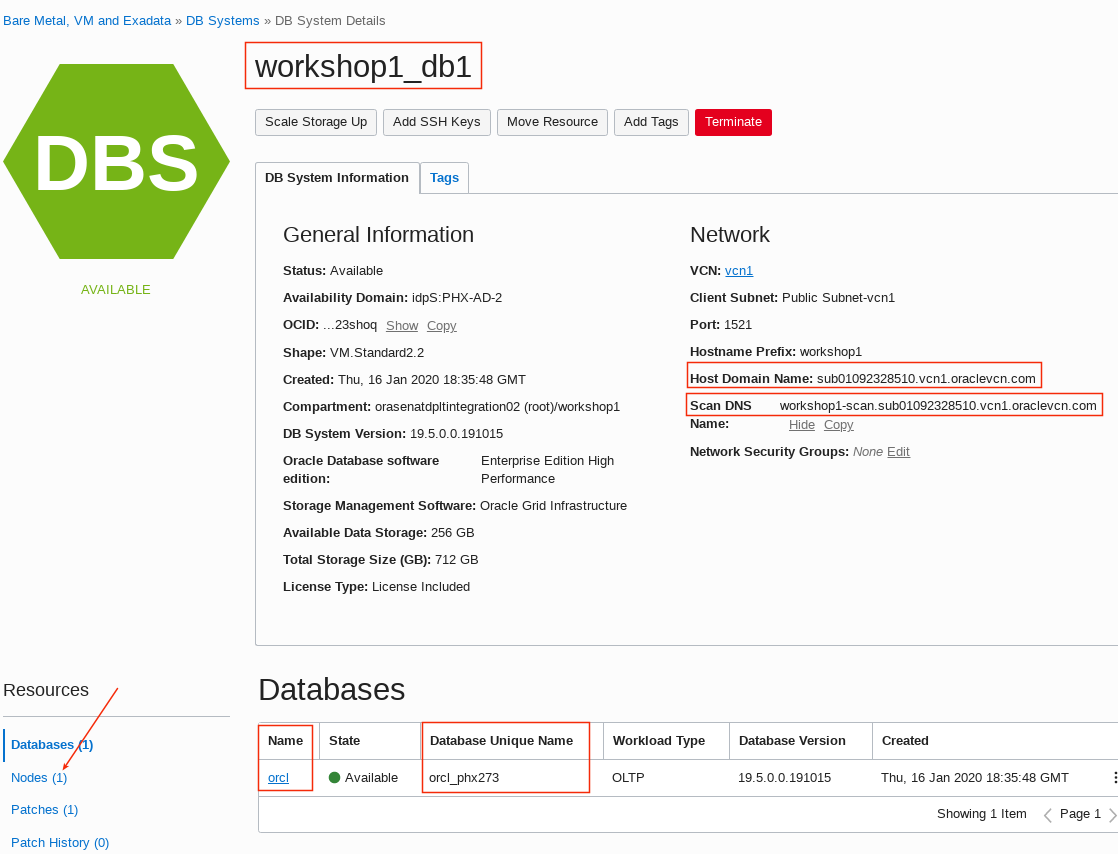 Bare Metal, VM and Exadata » DB Systems » DB System Details
DBS
AVAILABLE
workshop1_db1
Scale Storage Up Add SSH Keys Move Resource Add Tags Terminate
DB System Information Tags
General Information
Status: Available
Availability Domain: idpS:PHX-AD-2
OCID: ...23shoq Show Copy
Shape: VM.Standard2.2
Created: Thu, 16 Jan 2020 18:35:48 GMT
Compartment: orasenatdpltintegration02 (root)/workshop1
DB System Version: 19.5.0.0.191015
Oracle Database software Enterprise Edition High
edition: Performance
Storage Management Software: Oracle Grid Infrastructure
Available Data Storage: 256 GB
Total Storage Size (GB): 712 GB
License Type: License Included
Network
VCN: vcn1
Client Subnet: Public Subnet-vcn1
Port: 1521
Hostname Prefix: workshop1
Host Domain Name: sub01092328510.vcn1.oraclevcn.com
Scan DNS workshop1-scan.sub01092328510.vcn1.oraclevcn.com
Name: Hide Copy
Network Security Groups: None Edit
Resources
Databases (1)
Nodes (1)
Patches (1)
Patch History (0)
Databases
Name State Database Unique Name Workload Type Database Version Created
orcl Available orcl_phx273 OLTP 19.5.0.0.191015 Thu, 16 Jan 2020 18:35:48 GMT
Showing 1 Item Page 1